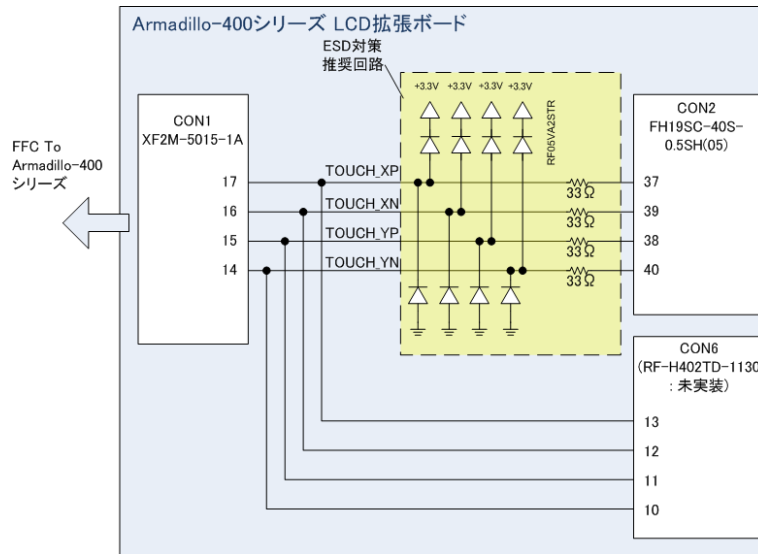 Armadillo-400シリーズ LCD拡張ボード
ESD対策
推奨回路
+3.3V +3.3V +3.3V +3.3V
RF05VA2STR
CON1
XF2M-5015-1A
CON2
FH19SC-40S-
0.5SH(05)
FFC To
Armadillo-400
シリーズ
17
TOUCH_XP
33Ω
37
16
TOUCH_XN
33Ω
39
15
TOUCH_YP
33Ω
38
14
TOUCH_YN
33Ω
40
CON6
(RF-H402TD-1130
: 未実装)
13
12
11
10